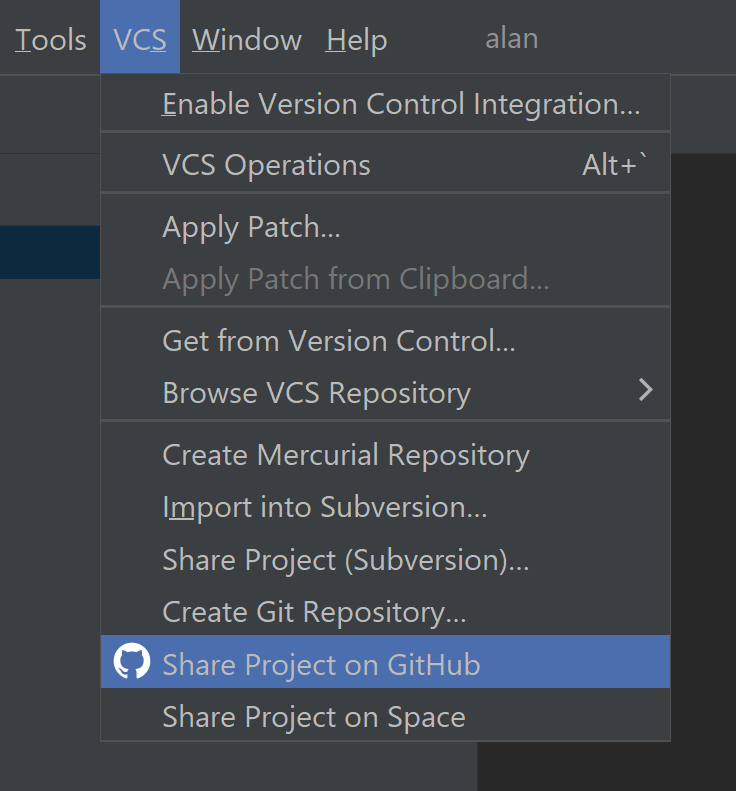 Tools VCS Window Help alan
Enable Version Control Integration...
VCS Operations Alt+`
Apply Patch...
Apply Patch from Clipboard...
Get from Version Control...
Browse VCS Repository
Create Mercurial Repository
Import into Subversion...
Share Project (Subversion)...
Create Git Repository...
Share Project on GitHub
Share Project on Space